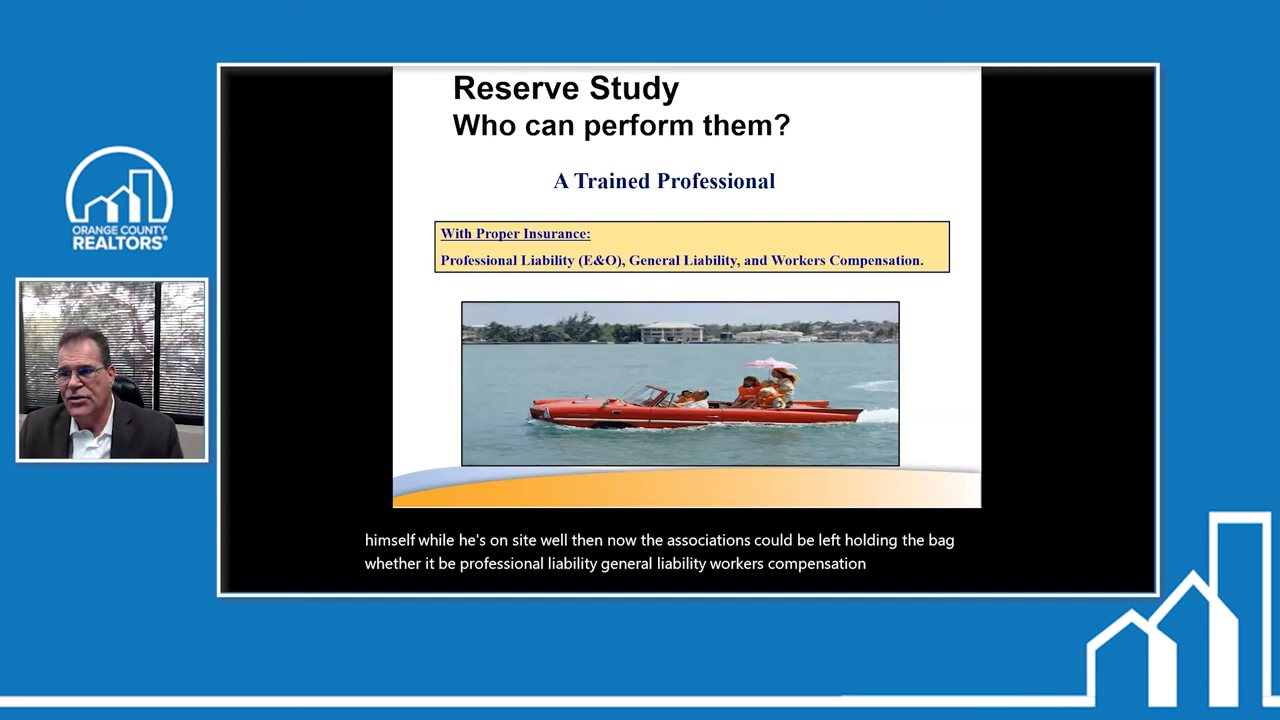 Reserve Study
Who can perform them?
A Trained Professional
With Proper Insurance:
Professional Liability (E&O), General Liability, and Workers Compensation.
ORANGE COUNTY
REALTORS®
himself while he's on site well then now the associations could be left holding the bag
whether it be professional liability general liability workers compensation